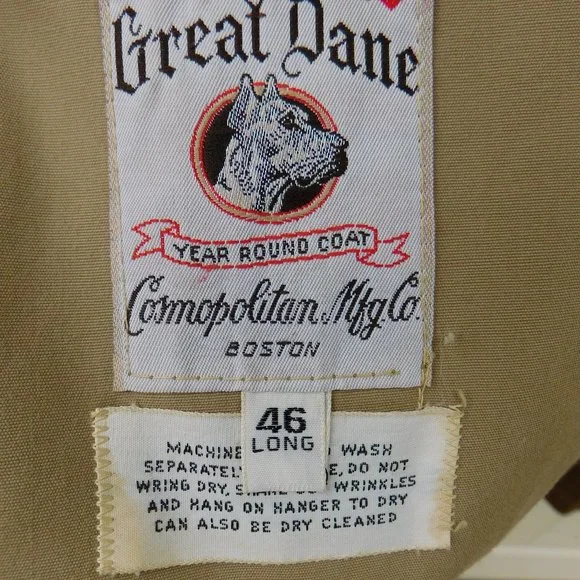 Great Dane
YEAR ROUND COAT
Cosmopolitan Mfg Co.
BOSTON
46
LONG
MACHINE WASH
SEPARATELY DO NOT
WRING DRY, WRINKLES
AND HANG ON HANGER TO DRY
CAN ALSO BE DRY CLEANED